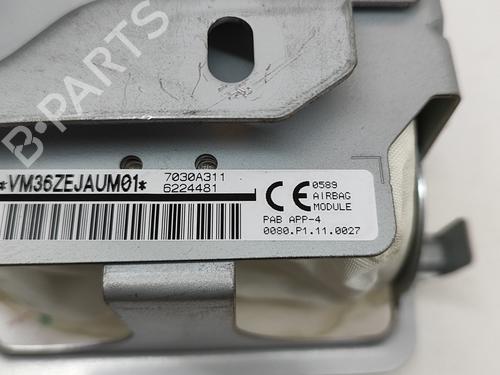 B-PARTS
*VM36ZEJAUM01*
7030A311
6224481
CE 0589
AIRBAG
MODULE
PAB APP-4
0080.P1.11.0027